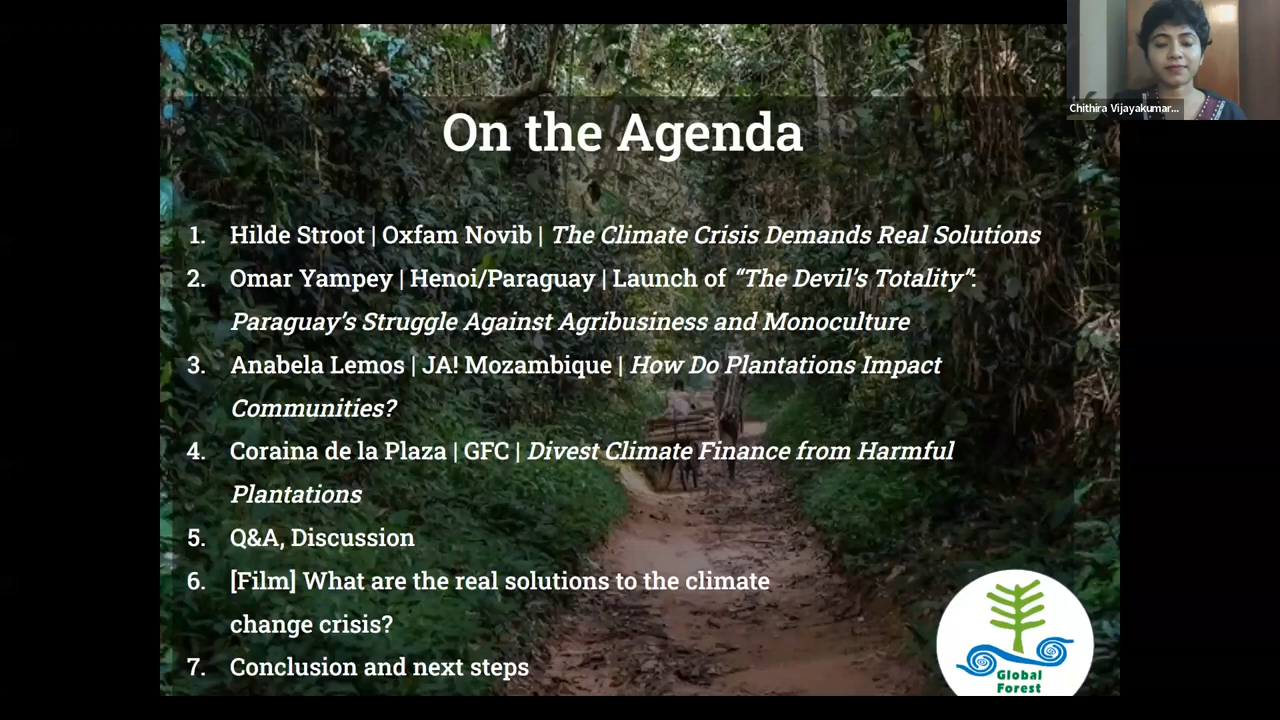 Chithira Vijayakumar...
On the Agenda
1. Hilde Stroot | Oxfam Novib | The Climate Crisis Demands Real Solutions
2. Omar Yampey | Henoi/Paraguay | Launch of “The Devil’s Totality”:
Paraguay’s Struggle Against Agribusiness and Monoculture
3. Anabela Lemos | JA! Mozambique | How Do Plantations Impact
Communities?
4. Coraina de la Plaza | GFC | Divest Climate Finance from Harmful
Plantations
5. Q&A, Discussion
6. [Film] What are the real solutions to the climate
change crisis?
7. Conclusion and next steps
Global
Forest